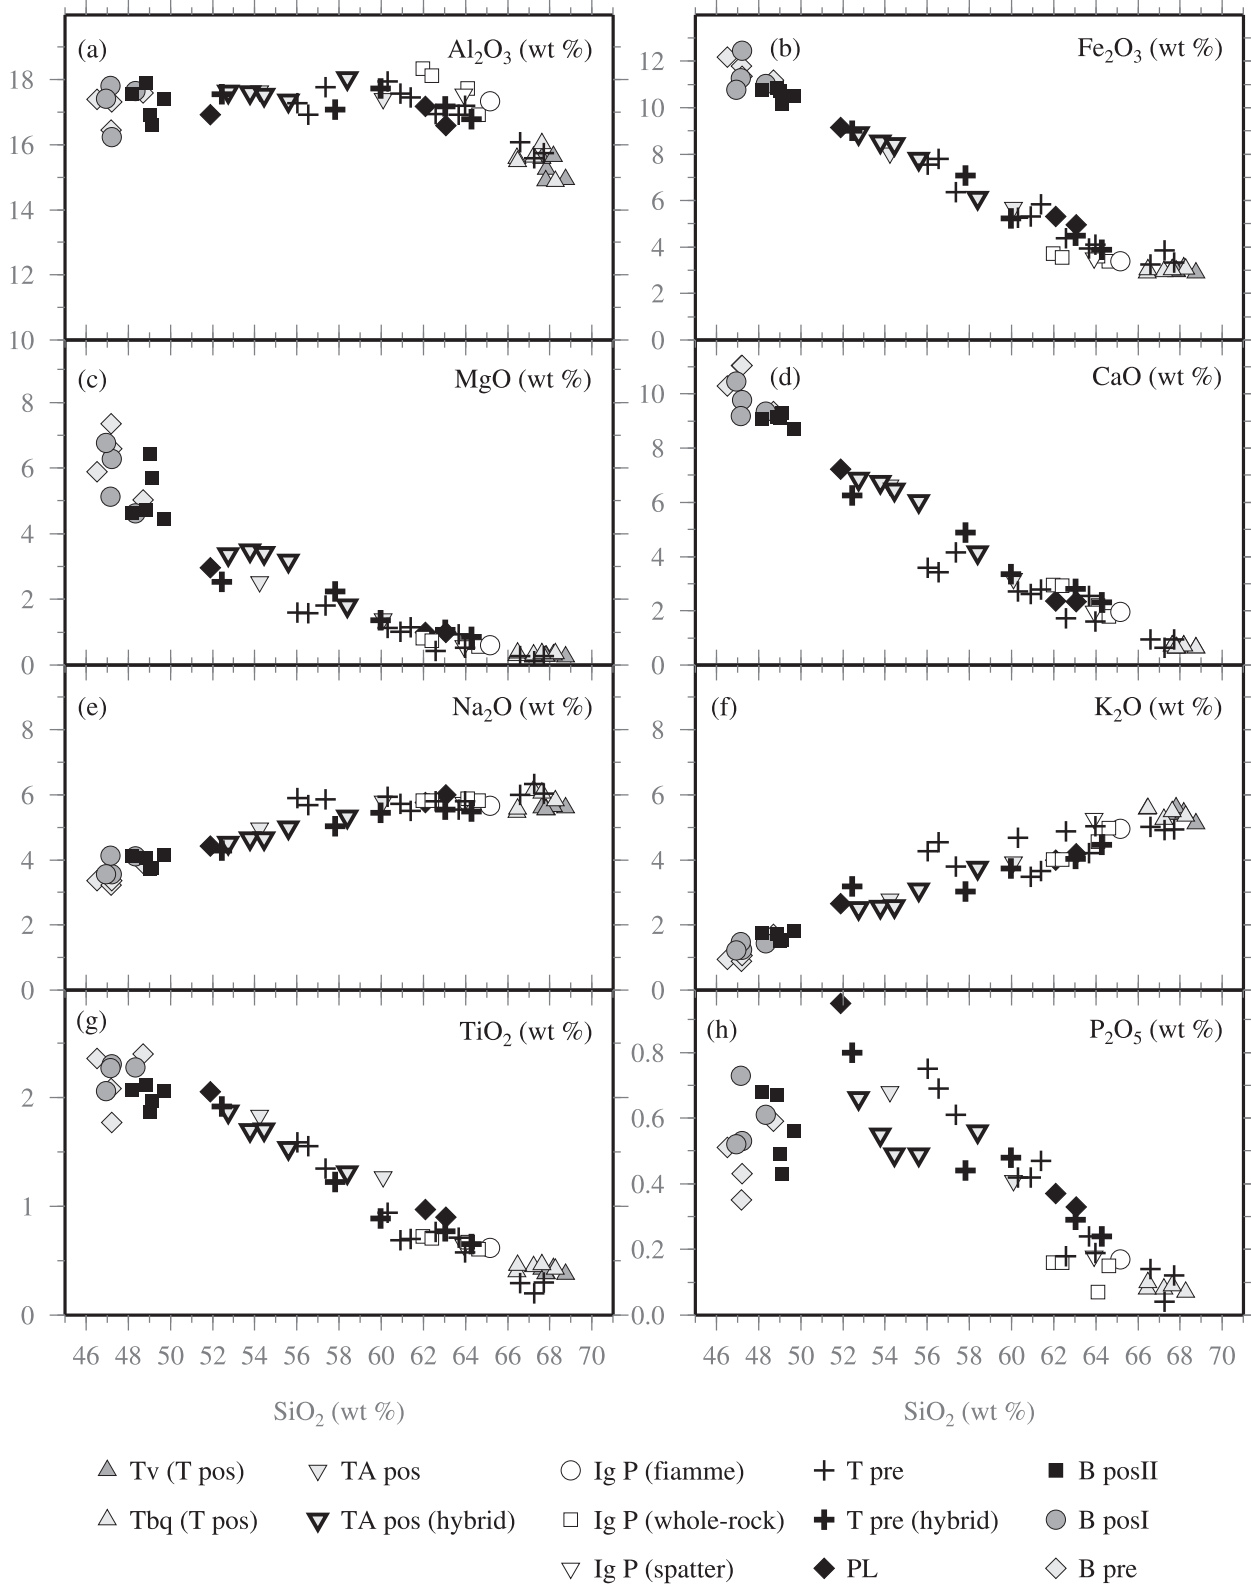 (a) Al₂O₃ (wt %)
18
16
14
12
10
(b) Fe₂O₃ (wt %)
12
10
8
6
4
2
0
(c) MgO (wt %)
8
6
4
2
0
(d) CaO (wt %)
10
8
6
4
2
0
(e) Na₂O (wt %)
8
6
4
2
0
(f) K₂O (wt %)
8
6
4
2
0
(g) TiO₂ (wt %)
2
1
0
(h) P₂O₅ (wt %)
0.8
0.6
0.4
0.2
0.0
46 48 50 52 54 56 58 60 62 64 66 68 70
46 48 50 52 54 56 58 60 62 64 66 68 70
SiO₂ (wt %) SiO₂ (wt %)
Tv (T pos) TA pos Ig P (fiamme) T pre B posII
Tbq (T pos) TA pos (hybrid) Ig P (whole-rock) T pre (hybrid) B posI
Ig P (spatter) PL B pre